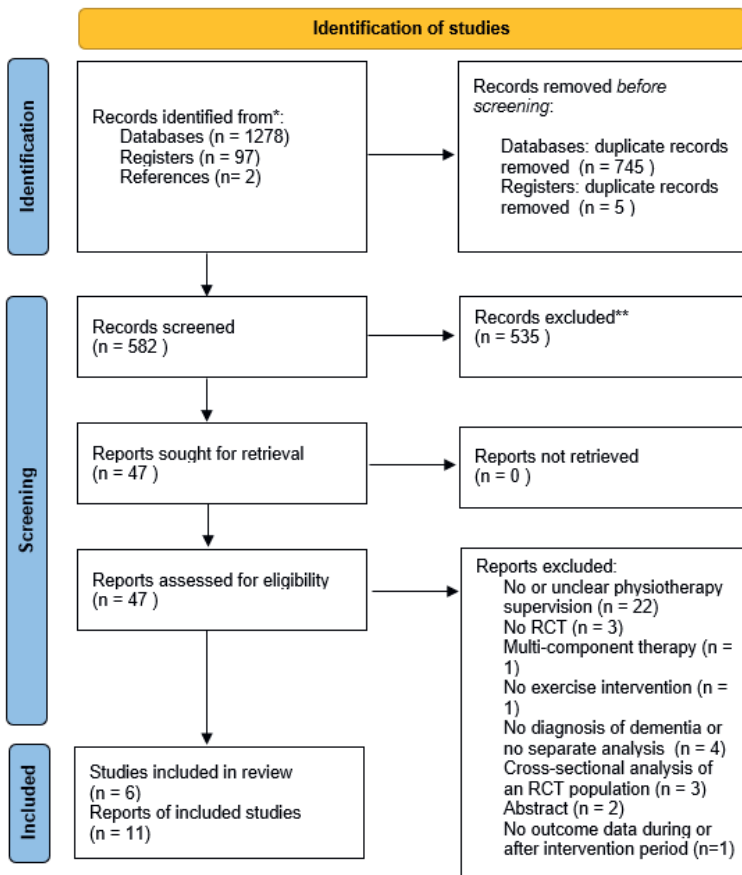 Identification of studies
Identification
Records identified from*:
Databases (n = 1278)
Registers (n = 97)
References (n= 2)
Records removed before
screening:
Databases: duplicate records
removed (n = 745 )
Registers: duplicate records
removed (n = 5 )
Screening
Records screened
(n = 582 )
Records excluded**
(n = 535 )
Reports sought for retrieval
(n = 47 )
Reports not retrieved
(n = 0 )
Reports assessed for eligibility
(n = 47 )
Reports excluded:
No or unclear physiotherapy
supervision (n = 22)
No RCT (n = 3)
Multi-component therapy (n =
1)
No exercise intervention (n =
1)
No diagnosis of dementia or
no separate analysis (n = 4)
Cross-sectional analysis of
an RCT population (n = 3)
Abstract (n = 2)
No outcome data during or
after intervention period (n=1)
Included
Studies included in review
(n = 6)
Reports of included studies
(n = 11)